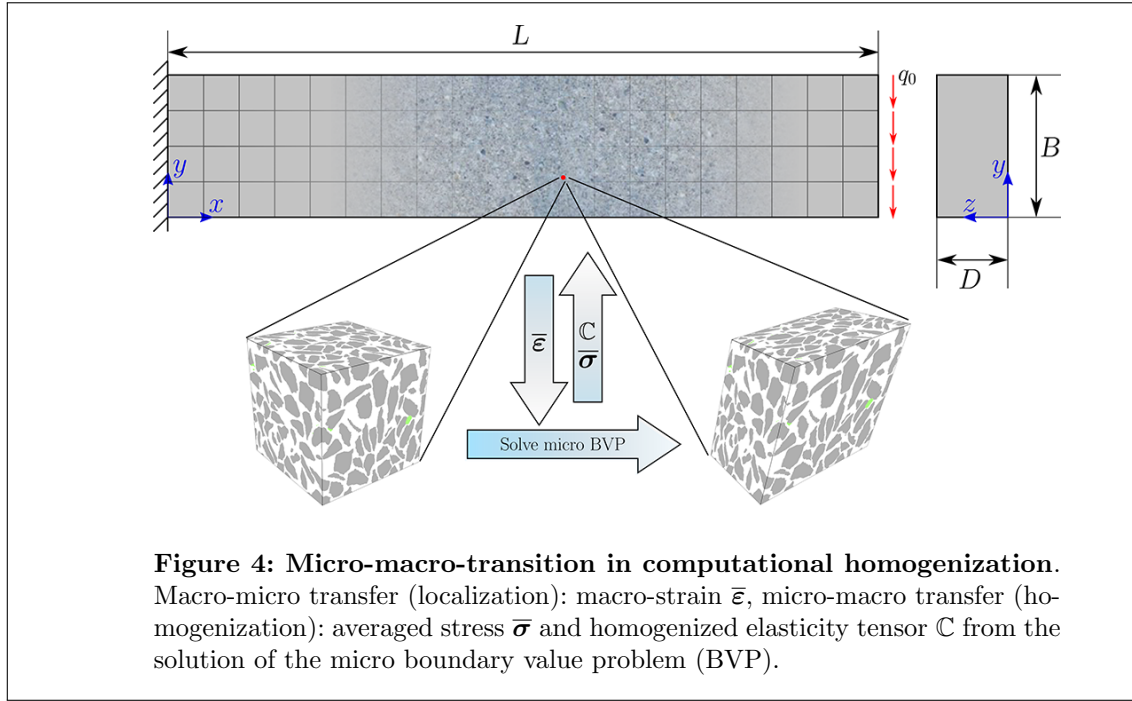 L
q₀
B
y
x
y
z
D
ε̅
ℂ
σ̅
Solve micro BVP
Figure 4: Micro-macro-transition in computational homogenization.
Macro-micro transfer (localization): macro-strain ε̅, micro-macro transfer (ho-
mogenization): averaged stress σ̅ and homogenized elasticity tensor ℂ from the
solution of the micro boundary value problem (BVP).